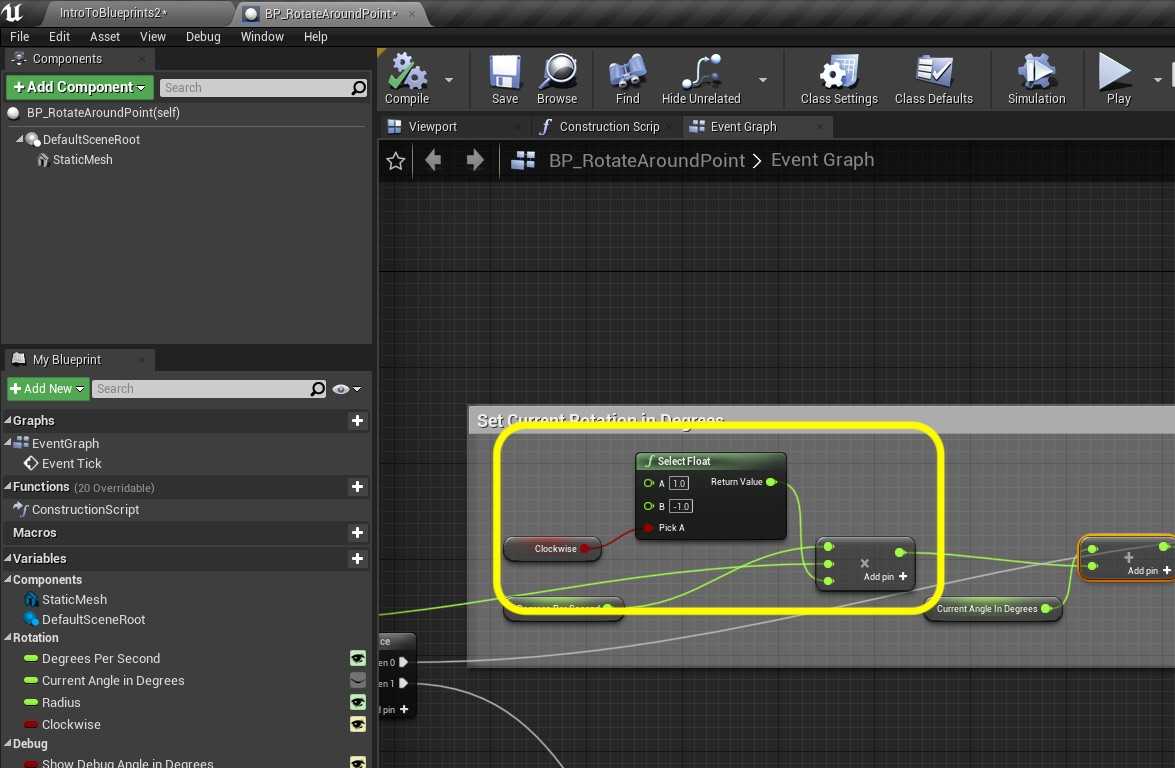 IntroToBlueprints2*
BP_RotateAroundPoint*
File Edit Asset View Debug Window Help
Components
+ Add Component
Search
BP_RotateAroundPoint(self)
DefaultSceneRoot
StaticMesh
Compile
Save
Browse
Find
Hide Unrelated
Class Settings
Class Defaults
Simulation
Play
Viewport
Construction Scrip
Event Graph
BP_RotateAroundPoint > Event Graph
My Blueprint
+ Add New
Search
Graphs
EventGraph
Event Tick
Functions (20 Overridable)
ConstructionScript
Macros
Variables
Components
StaticMesh
DefaultSceneRoot
Rotation
Degrees Per Second
Current Angle in Degrees
Radius
Clockwise
Debug
Show Debug Angle in Degrees
Set Current Rotation in Degrees
Select Float
A 1.0
Return Value
B -1.0
Pick A
Clockwise
Add pin +
Degrees Per Second
Current Angle In Degrees
Add pin +
ce
en 0
en 1
pin +